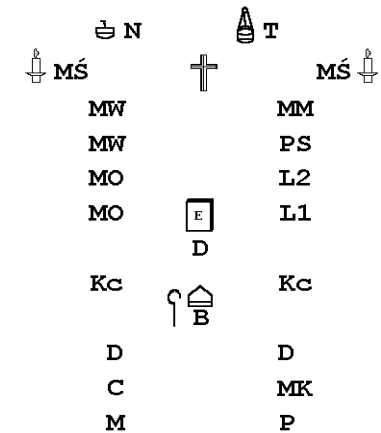 N T
MŚ MŚ
MW MM
MW PS
MO L2
MO E L1
D
Kc Kc
B
D D
C MK
M P